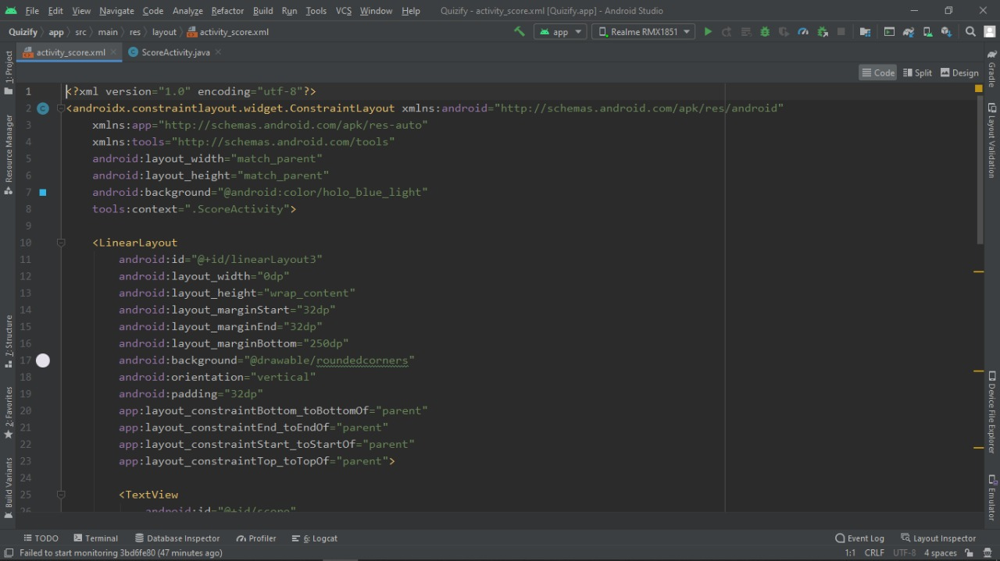 File Edit View Navigate Code Analyze Refactor Build Run Tools VCS Window Help Quizify - activity_score.xml [Quizify.app] - Android Studio
Quizify app src main res layout activity_score.xml app Realme RMX1851
activity_score.xml ScoreActivity.java
Code Split Design
1 <?xml version="1.0" encoding="utf-8"?>
2 <androidx.constraintlayout.widget.ConstraintLayout xmlns:android="http://schemas.android.com/apk/res/android"
3 xmlns:app="http://schemas.android.com/apk/res-auto"
4 xmlns:tools="http://schemas.android.com/tools"
5 android:layout_width="match_parent"
6 android:layout_height="match_parent"
7 android:background="@android:color/holo_blue_light"
8 tools:context=".ScoreActivity">
9
10 <LinearLayout
11 android:id="@+id/linearLayout3"
12 android:layout_width="0dp"
13 android:layout_height="wrap_content"
14 android:layout_marginStart="32dp"
15 android:layout_marginEnd="32dp"
16 android:layout_marginBottom="250dp"
17 android:background="@drawable/roundedcorners"
18 android:orientation="vertical"
19 android:padding="32dp"
20 app:layout_constraintBottom_toBottomOf="parent"
21 app:layout_constraintEnd_toEndOf="parent"
22 app:layout_constraintStart_toStartOf="parent"
23 app:layout_constraintTop_toTopOf="parent">
24
25 <TextView
26 android:id="@+id/score"
1: Project
Resource Manager
7: Structure
2: Favorites
Build Variants
Gradle
Layout Validation
Device File Explorer
Emulator
TODO Terminal Database Inspector Profiler 6: Logcat Event Log Layout Inspector
Failed to start monitoring 3bd6fe80 (47 minutes ago) 1:1 CRLF UTF-8 4 spaces